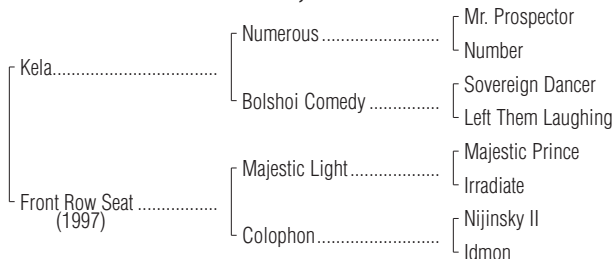 Mr. Prospector
Numerous......................
Number
Kela................................
Sovereign Dancer
Bolshoi Comedy .............
Left Them Laughing
Majestic Prince
Majestic Light.................
Irradiate
Front Row Seat ...............
(1997)
Nijinsky II
Colophon.......................
Idmon